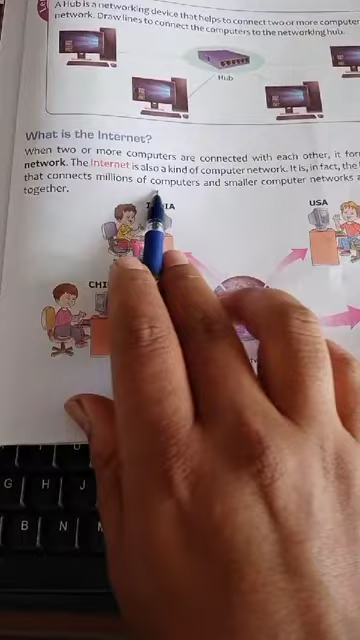 A Hub is a networking device that helps to connect two or more computer
network. Draw lines to connect the computers to the networking hub.
Hub
What is the Internet?
When two or more computers are connected with each other, it for
network. The Internet is also a kind of computer network. It is, in fact, the
that connects millions of computers and smaller computer networks a
together.
USA
CHI
G H J
B N